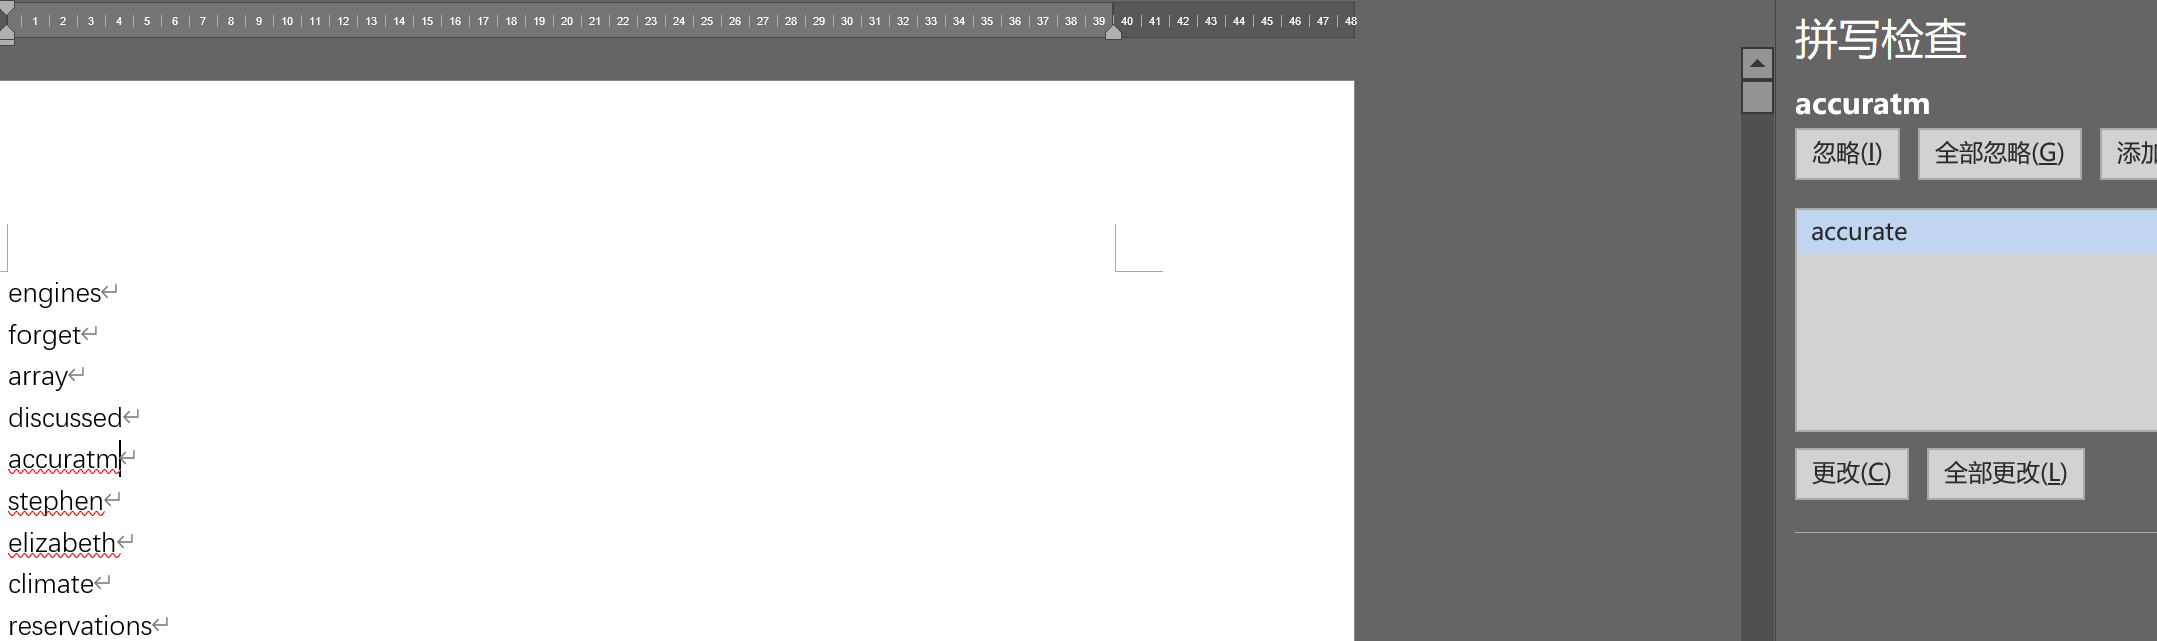 1 2 3 4 5 6 7 8 9 10 11 12 13 14 15 16 17 18 19 20 21 22 23 24 25 26 27 28 29 30 31 32 33 34 35 36 37 38 39 40 41 42 43 44 45 46 47 48
engines
forget
array
discussed
accuratm
stephen
elizabeth
climate
reservations
拼写检查
accuratm
忽略(I) 全部忽略(G) 添加
accurate
更改(C) 全部更改(L)